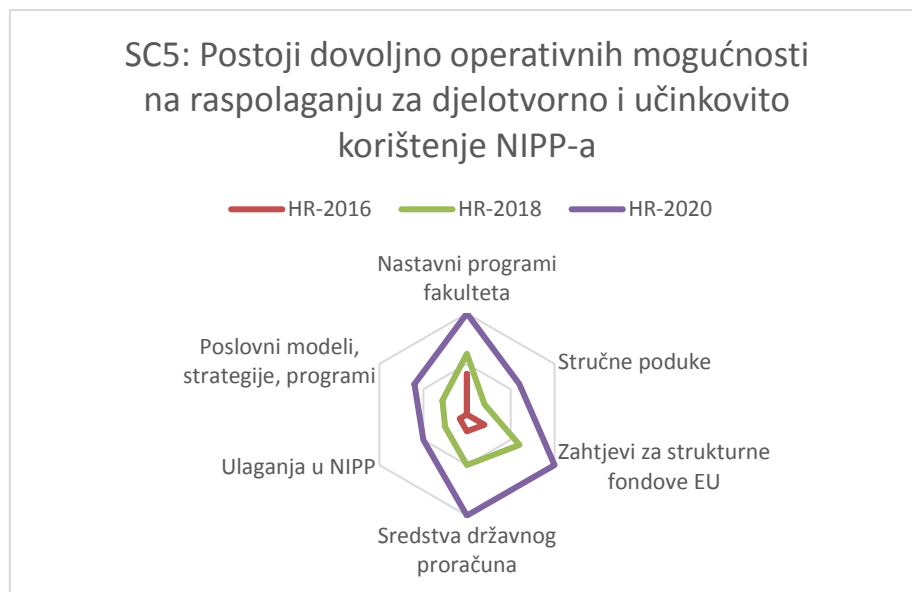 SC5: Postoji dovoljno operativnih mogućnosti
na raspolaganju za djelotvorno i učinkovito
korištenje NIPP-a
HR-2016 HR-2018 HR-2020
Nastavni programi
fakulteta
Stručne poduke
Zahtjevi za strukturne
fondove EU
Sredstva državnog
proračuna
Ulaganja u NIPP
Poslovni modeli,
strategije, programi